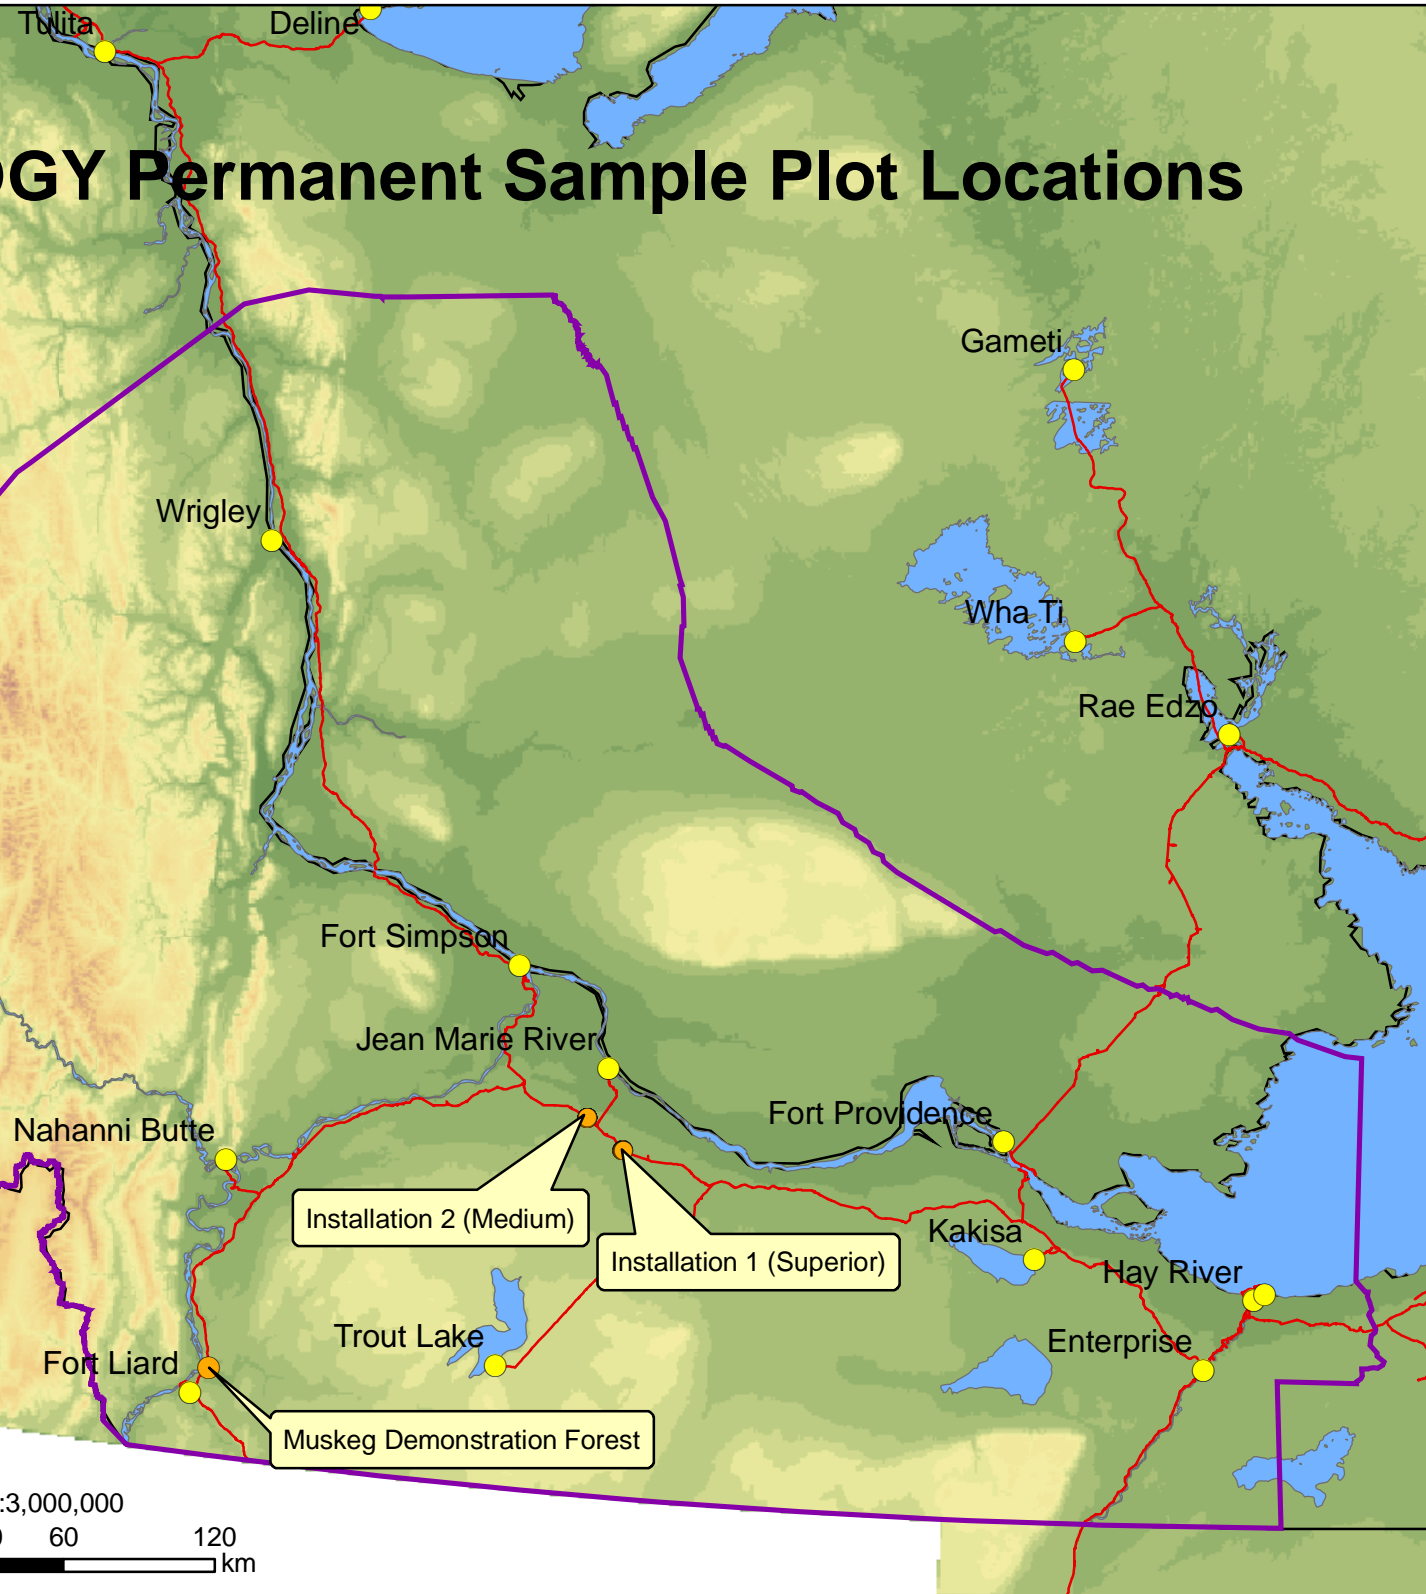 Tulita
Deline
OGY Permanent Sample Plot Locations
Gameti
Wrigley
Wha Ti
Rae Edzo
Fort Simpson
Jean Marie River
Fort Providence
Nahanni Butte
Installation 2 (Medium)
Kakisa
Installation 1 (Superior)
Hay River
Trout Lake
Enterprise
Fort Liard
Muskeg Demonstration Forest
:3,000,000
0 60 120
km